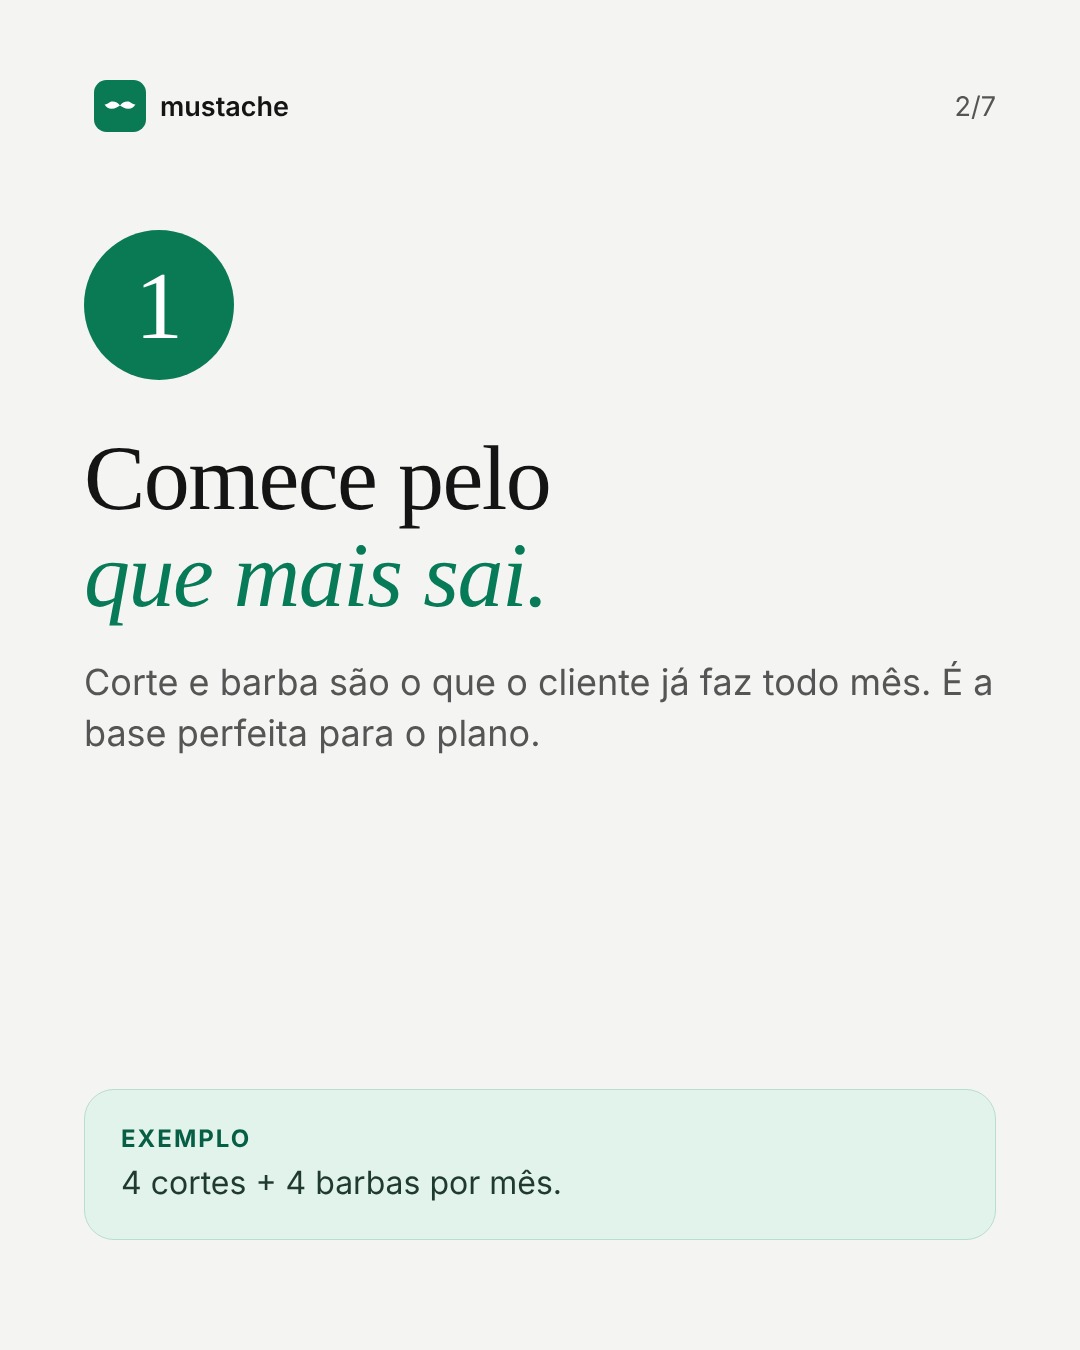 mustache
2/7
1
Comece pelo
que mais sai.
Corte e barba são o que o cliente já faz todo mês. É a
base perfeita para o plano.
EXEMPLO
4 cortes + 4 barbas por mês.